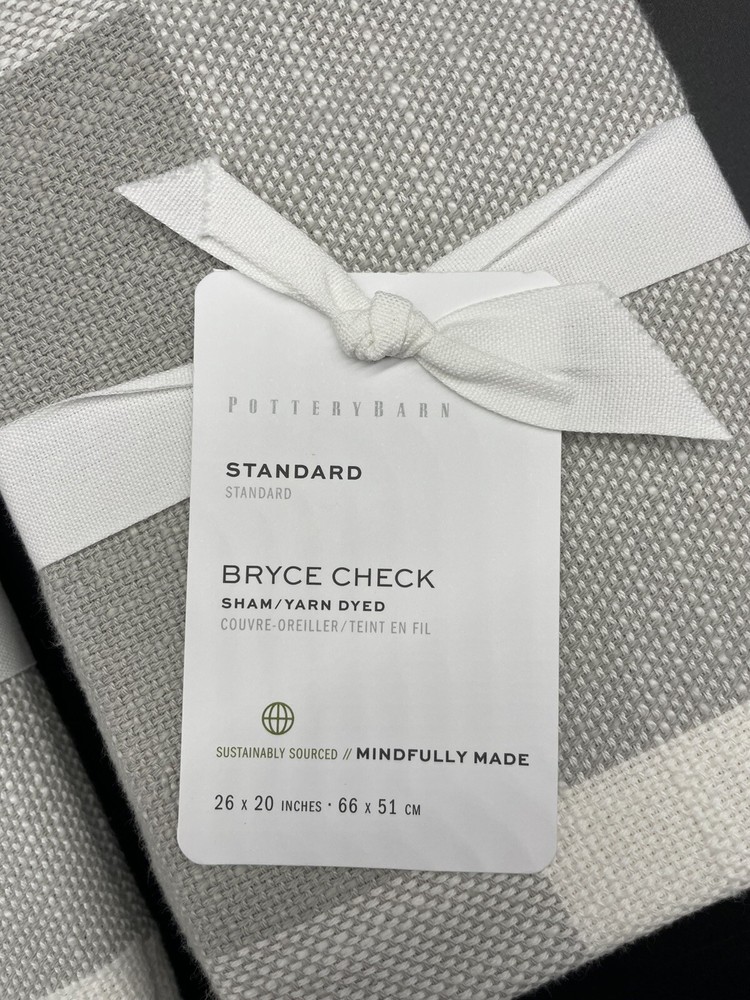 POTTERYBARN
STANDARD
STANDARD
BRYCE CHECK
SHAM/YARN DYED
COUVRE-OREILLER/TEINT EN FIL
SUSTAINABLY SOURCED // MINDFULLY MADE
26 x 20 INCHES · 66 x 51 CM